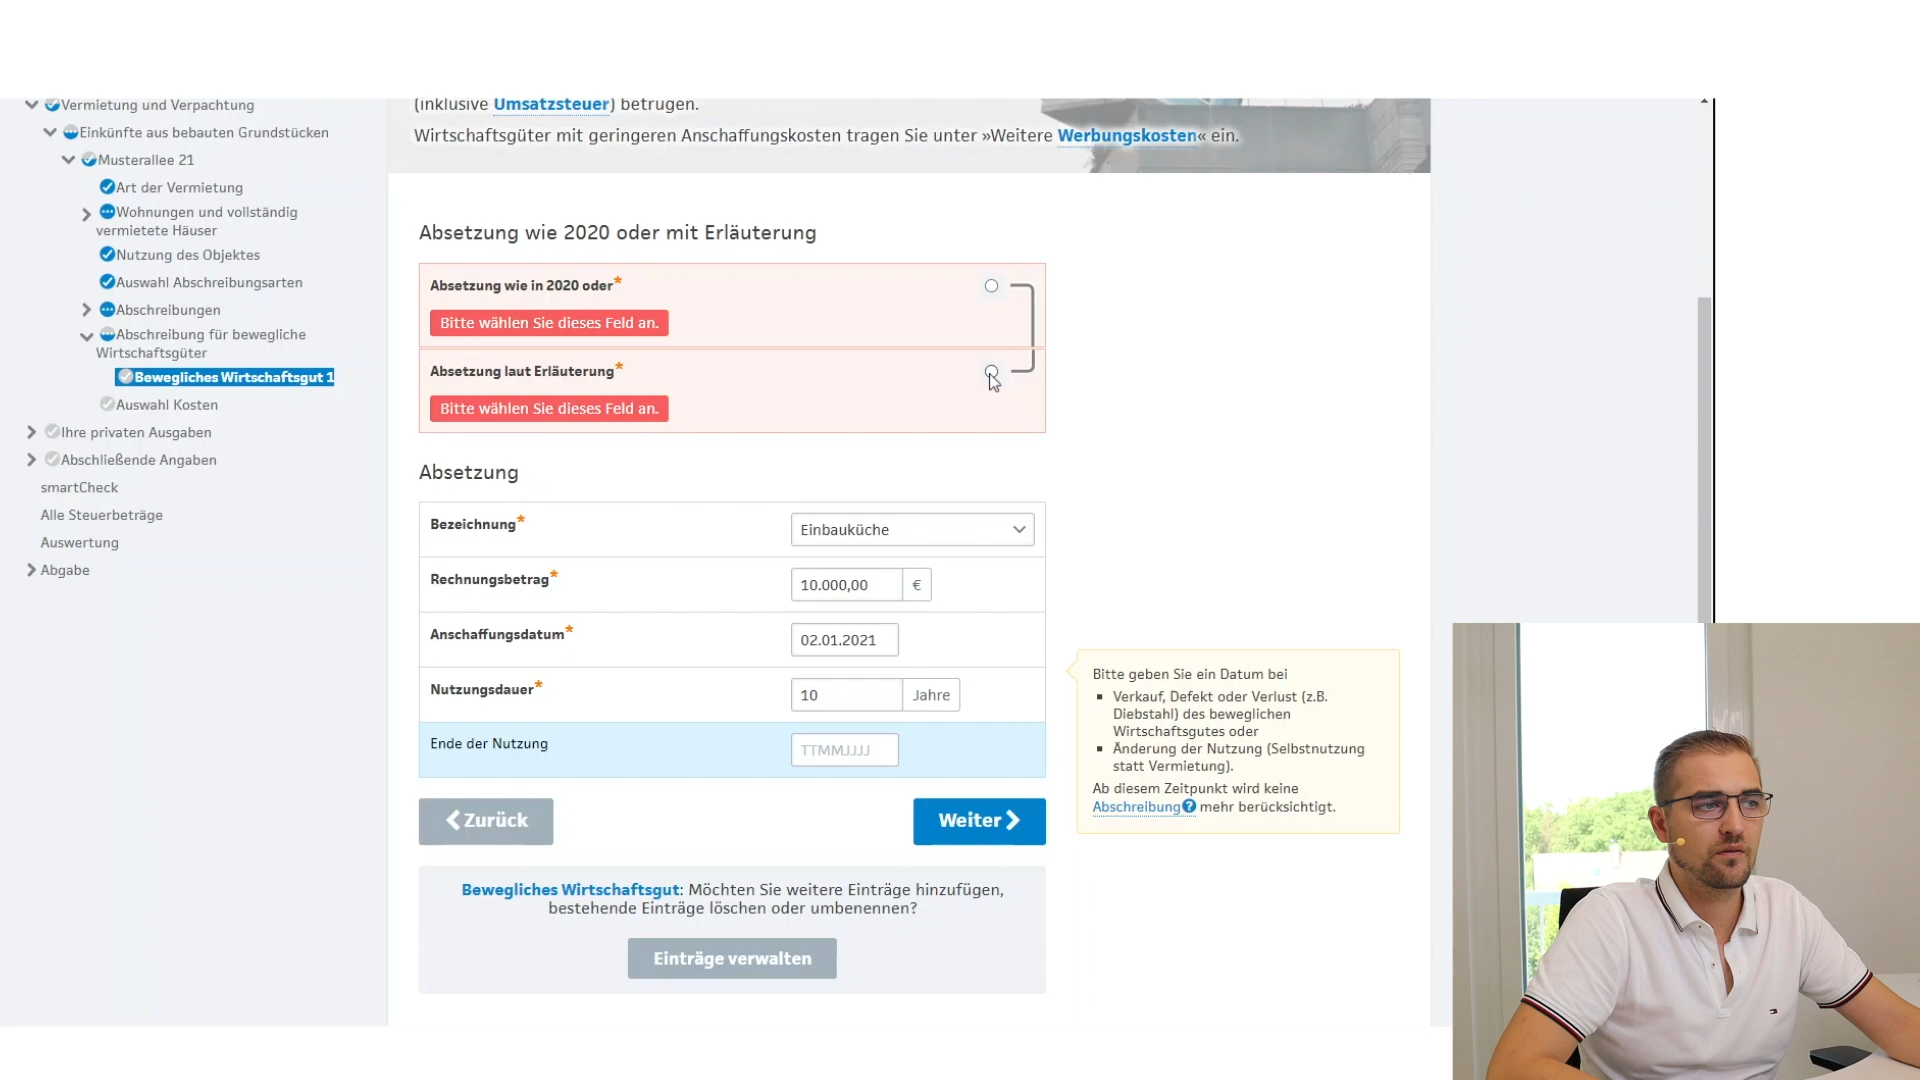 Vermietung und Verpachtung
Einkünfte aus bebauten Grundstücken
Musterallee 21
Art der Vermietung
Wohnungen und vollständig
vermietete Häuser
Nutzung des Objektes
Auswahl Abschreibungsarten
Abschreibungen
Abschreibung für bewegliche
Wirtschaftsgüter
Bewegliches Wirtschaftsgut 1
Auswahl Kosten
Ihre privaten Ausgaben
Abschließende Angaben
smartCheck
Alle Steuerbeträge
Auswertung
Abgabe
(inklusive Umsatzsteuer) betrugen.
Wirtschaftsgüter mit geringeren Anschaffungskosten tragen Sie unter »Weitere Werbungskosten« ein.
Absetzung wie 2020 oder mit Erläuterung
Absetzung wie in 2020 oder*
Bitte wählen Sie dieses Feld an.
Absetzung laut Erläuterung*
Bitte wählen Sie dieses Feld an.
Absetzung
Bezeichnung* Einbauküche
Rechnungsbetrag* 10.000,00 €
Anschaffungsdatum* 02.01.2021
Nutzungsdauer* 10 Jahre
Ende der Nutzung TTMMJJJJ
Bitte geben Sie ein Datum bei
▪ Verkauf, Defekt oder Verlust (z.B.
Diebstahl) des beweglichen
Wirtschaftsgutes oder
▪ Änderung der Nutzung (Selbstnutzung
statt Vermietung).
Ab diesem Zeitpunkt wird keine
Abschreibung? mehr berücksichtigt.
Zurück
Weiter
Bewegliches Wirtschaftsgut: Möchten Sie weitere Einträge hinzufügen,
bestehende Einträge löschen oder umbenennen?
Einträge verwalten